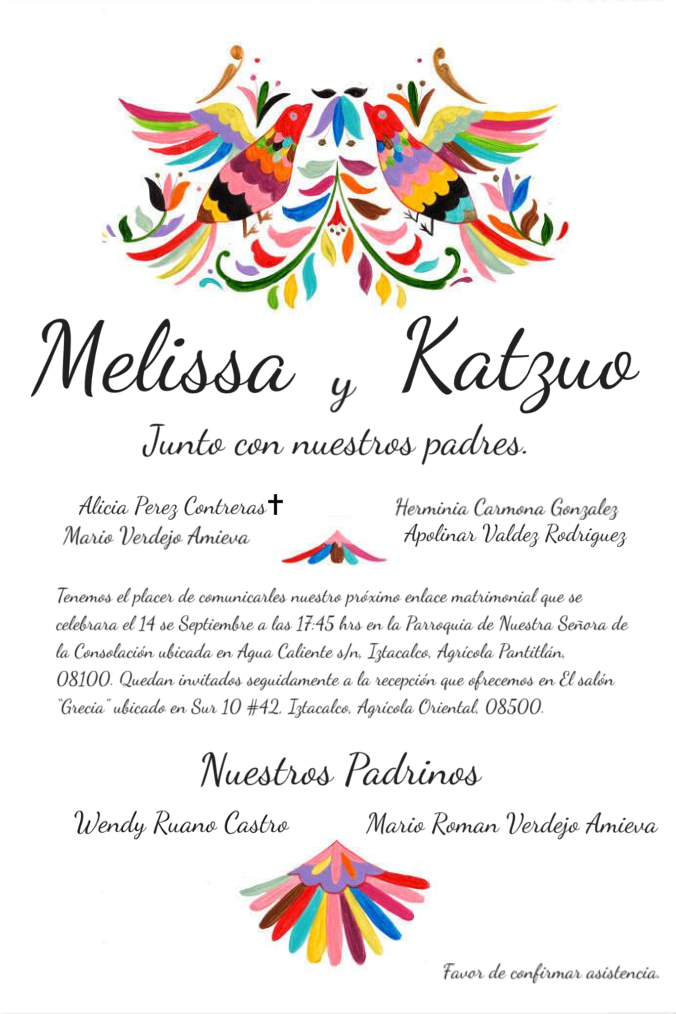 Melissa y Katzuo
Junto con nuestros padres.
Alicia Perez Contreras✝
Mario Verdejo Amieva
Herminia Carmona Gonzalez
Apolinar Valdez Rodriguez
Tenemos el placer de comunicarles nuestro próximo enlace matrimonial que se
celebrara el 14 se Septiembre a las 17:45 hrs en la Parroquia de Nuestra Señora de
la Consolación ubicada en Agua Caliente s/n, Iztacalco, Agrícola Pantitlán,
08100. Quedan invitados seguidamente a la recepción que ofrecemos en El salón
"Grecia" ubicado en Sur 10 #42, Iztacalco, Agrícola Oriental, 08500.
Nuestros Padrinos
Wendy Ruano Castro
Mario Roman Verdejo Amieva
Favor de confirmar asistencia.